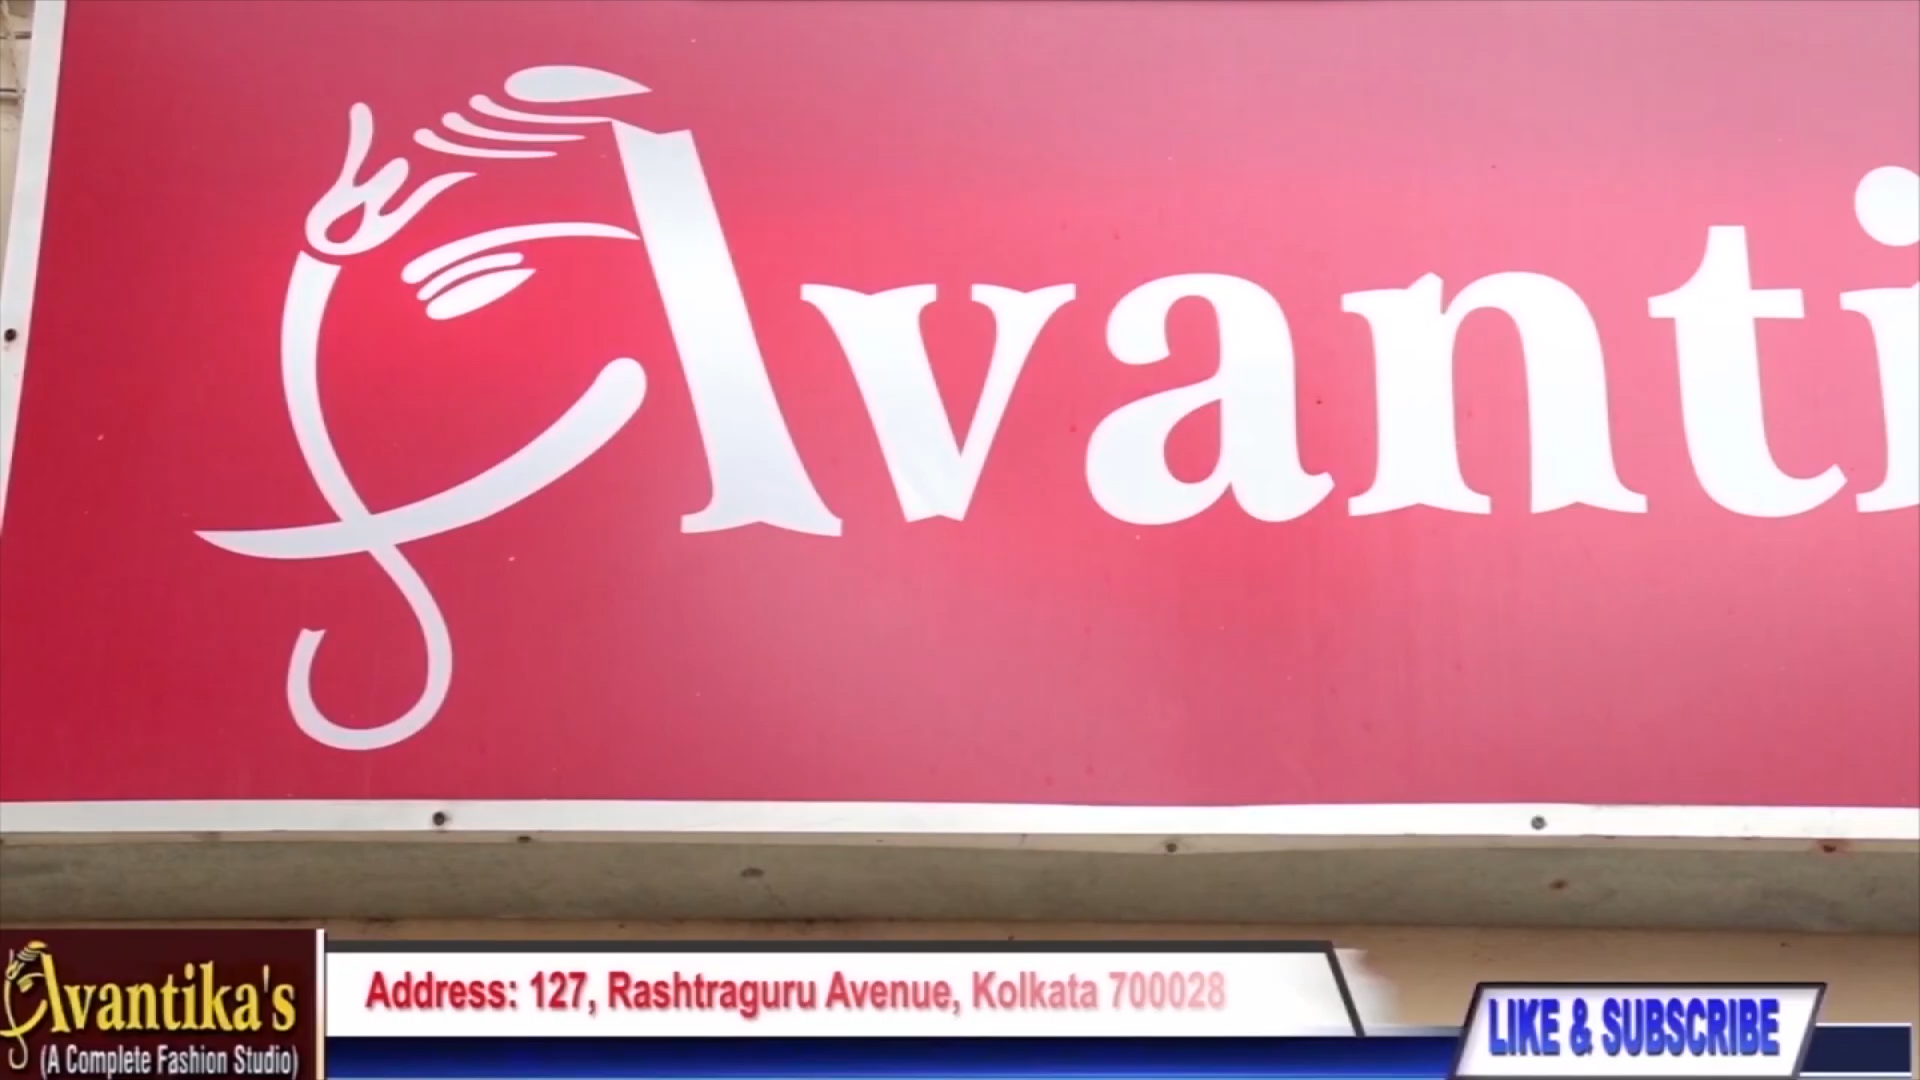 Avanti
Avantika's
(A Complete Fashion Studio)
Address: 127, Rashtraguru Avenue, Kolkata 700028
LIKE & SUBSCRIBE